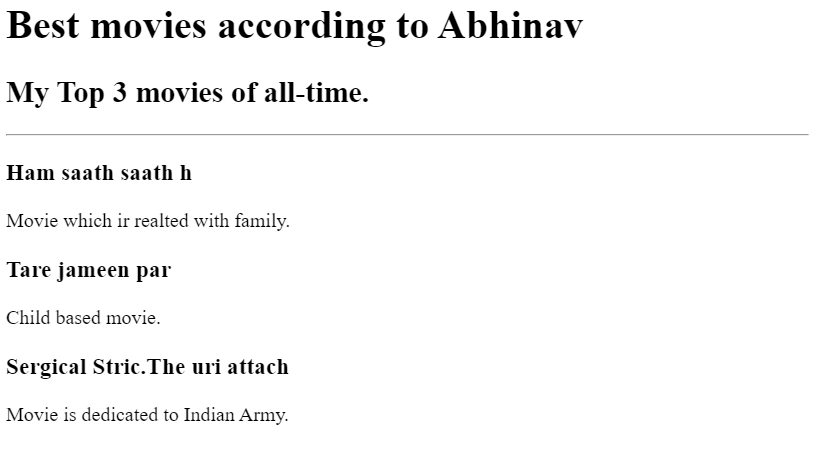 Best movies according to Abhinav
My Top 3 movies of all-time.
Ham saath saath h
Movie which ir realted with family.
Tare jameen par
Child based movie.
Sergical Stric.The uri attach
Movie is dedicated to Indian Army.